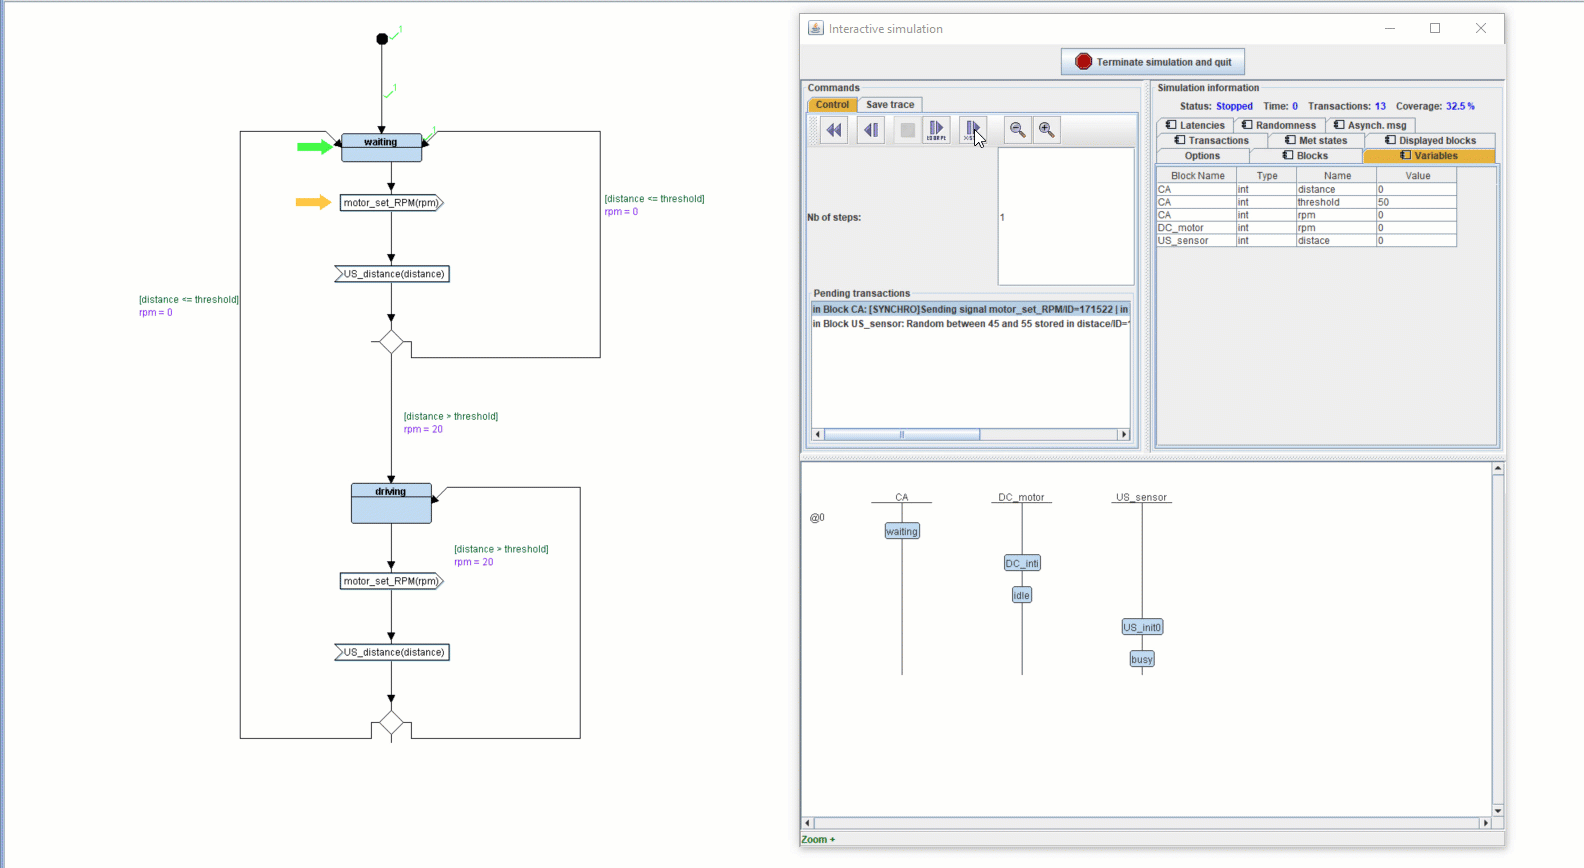 1
1
1
waiting
motor_set_RPM(rpm)
[distance <= threshold]
rpm = 0
US_distance(distance)
[distance <= threshold]
rpm = 0
[distance > threshold]
rpm = 20
driving
[distance > threshold]
rpm = 20
motor_set_RPM(rpm)
US_distance(distance)
Interactive simulation
Terminate simulation and quit
Commands
Control Save trace
Nb of steps:
1
Pending transactions
in Block CA: [SYNCHRO]Sending signal motor_set_RPM/ID=171522 | in
in Block US_sensor: Random between 45 and 55 stored in distace/ID=
Simulation information
Status: Stopped Time: 0 Transactions: 13 Coverage: 32.5 %
Latencies Randomness Asynch. msg
Transactions Met states Displayed blocks
Options Blocks Variables
Block Name Type Name Value
CA int distance 0
CA int threshold 50
CA int rpm 0
DC_motor int rpm 0
US_sensor int distace 0
CA DC_motor US_sensor
@0
waiting
DC_inti
idle
US_init0
busy
Zoom +